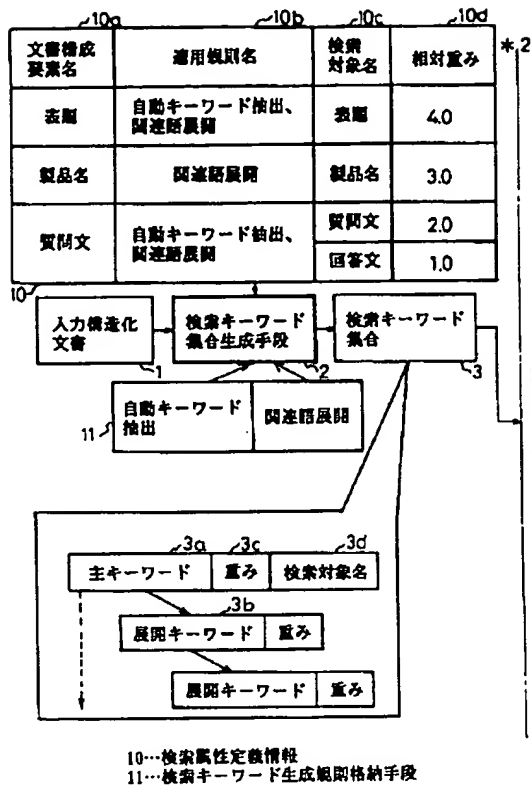 10a 10b 10c 10d
文書構成
要素名
適用規則名
検索
対象名
相対重み
*2
表題
自動キーワード抽出、
関連語展開
表題
4.0
製品名
関連語展開
製品名
3.0
質問文
自動キーワード抽出、
関連語展開
質問文
2.0
回答文
1.0
10
入力構造化
文書
1
検索キーワード
集合生成手段
2
検索キーワード
集合
3
11
自動キーワード
抽出
関連語展開
3a 3c 3d
主キーワード 重み 検索対象名
3b
展開キーワード 重み
展開キーワード 重み
10…検索属性定義情報
11…検索キーワード生成規則格納手段